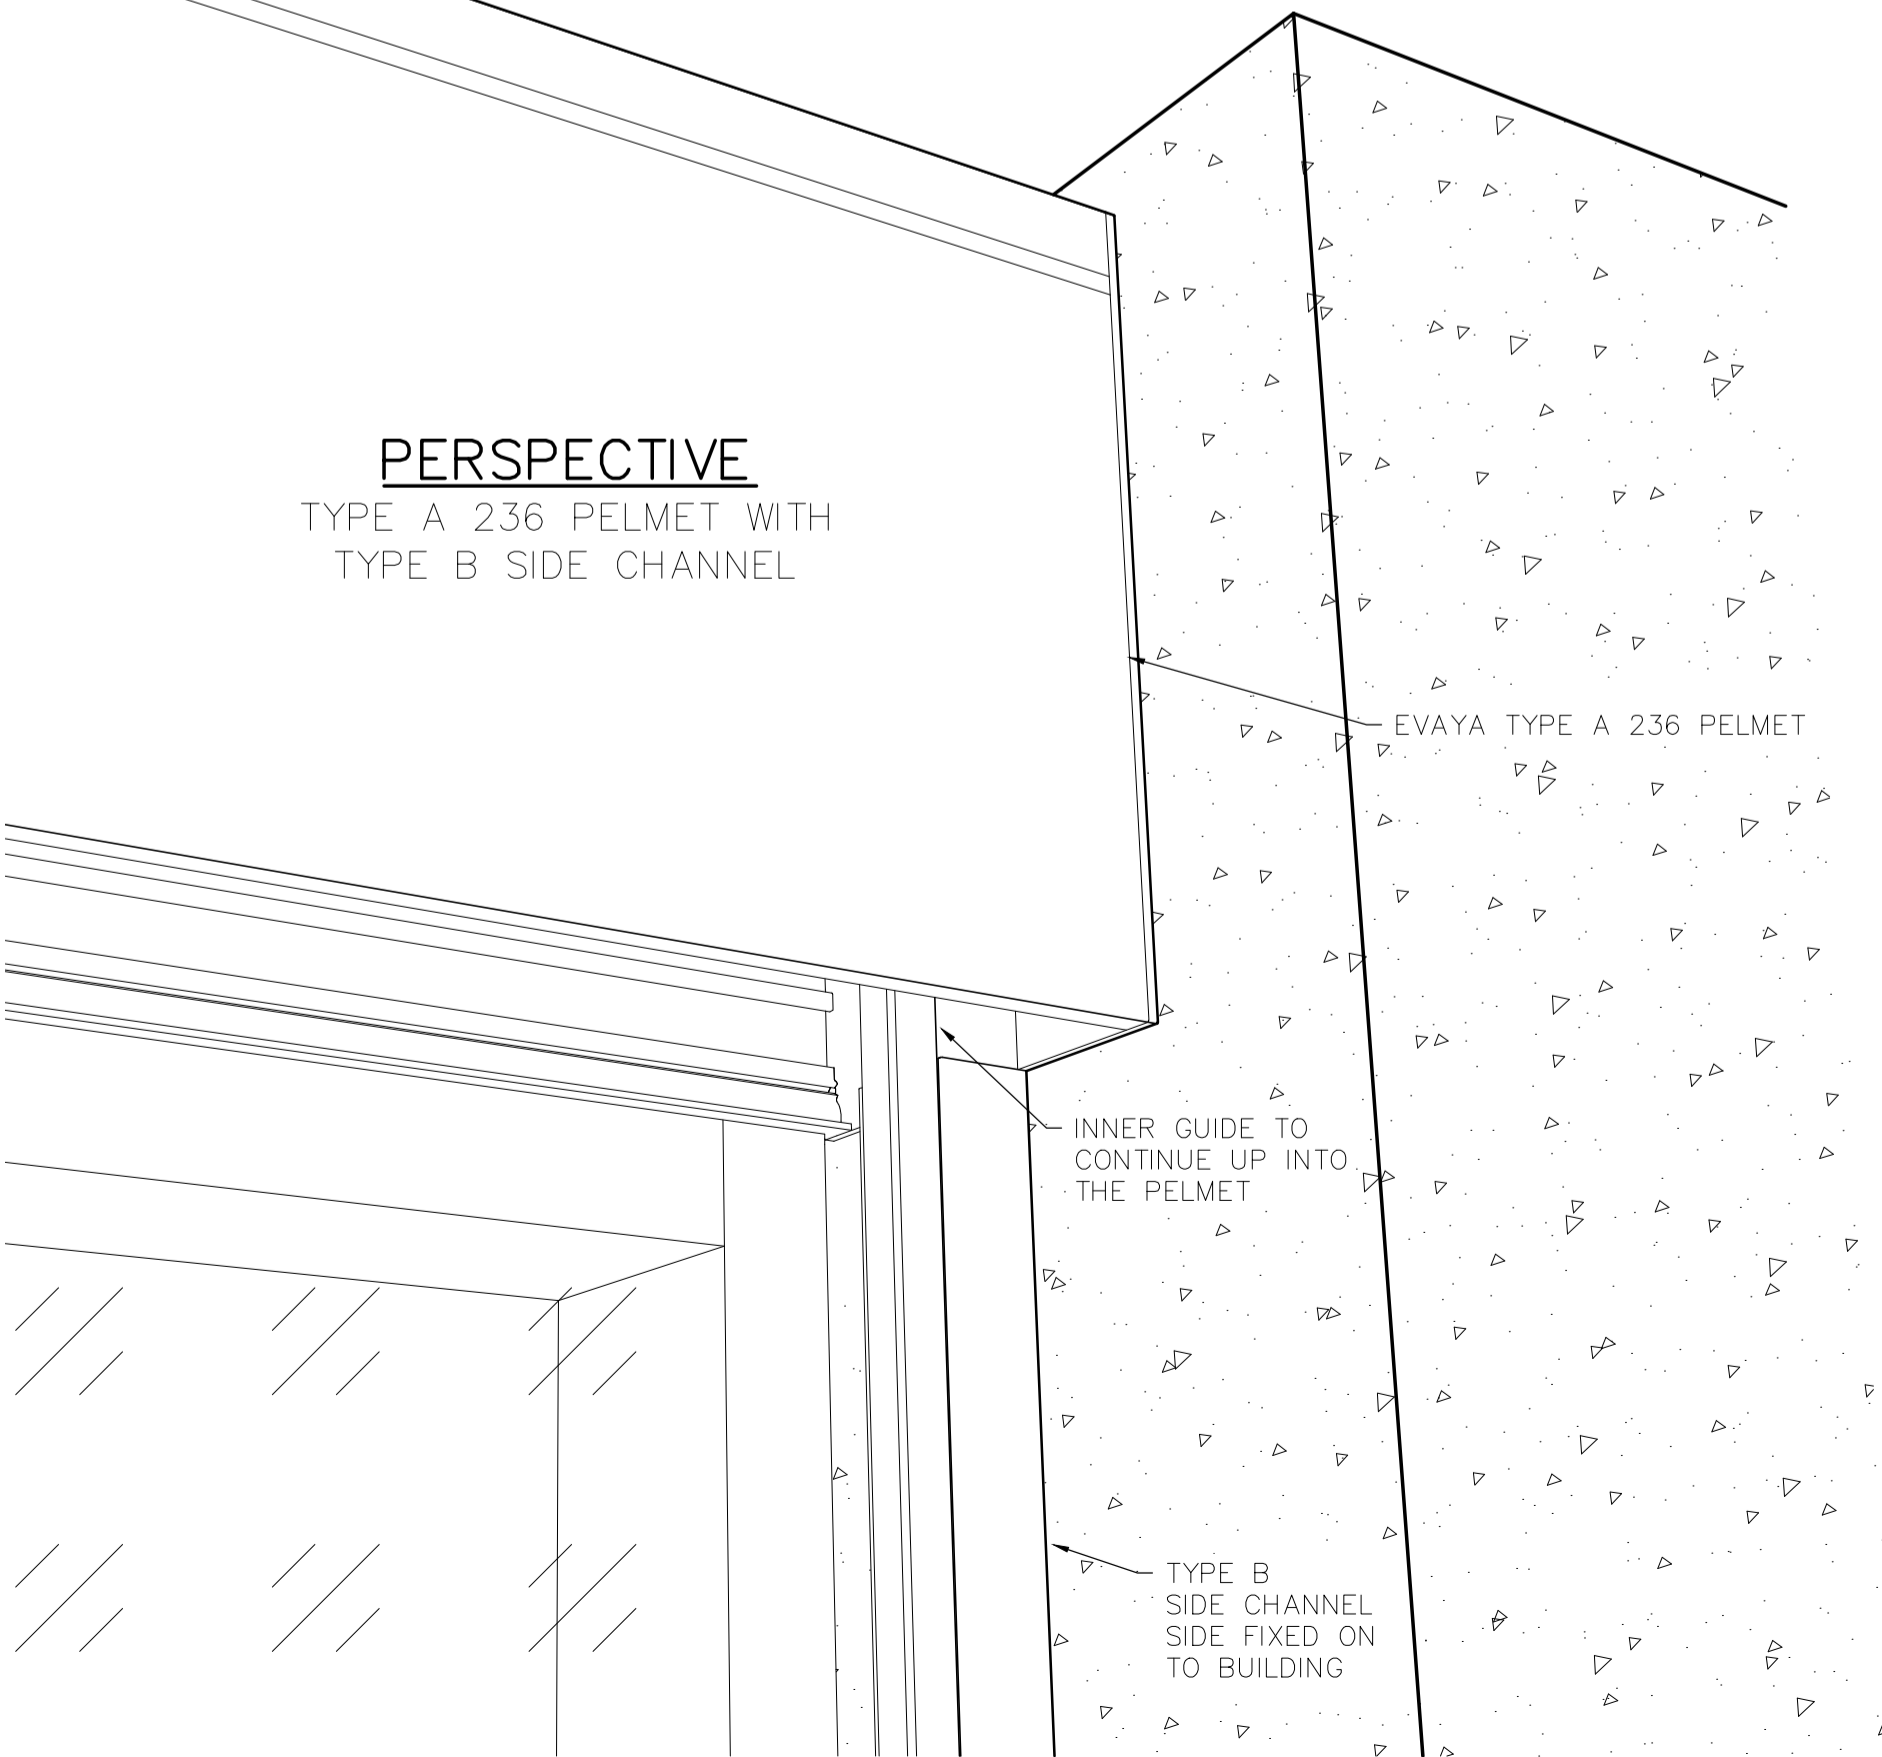 PERSPECTIVE
TYPE A 236 PELMET WITH
TYPE B SIDE CHANNEL
EVAYA TYPE A 236 PELMET
INNER GUIDE TO
CONTINUE UP INTO
THE PELMET
TYPE B
SIDE CHANNEL
SIDE FIXED ON
TO BUILDING